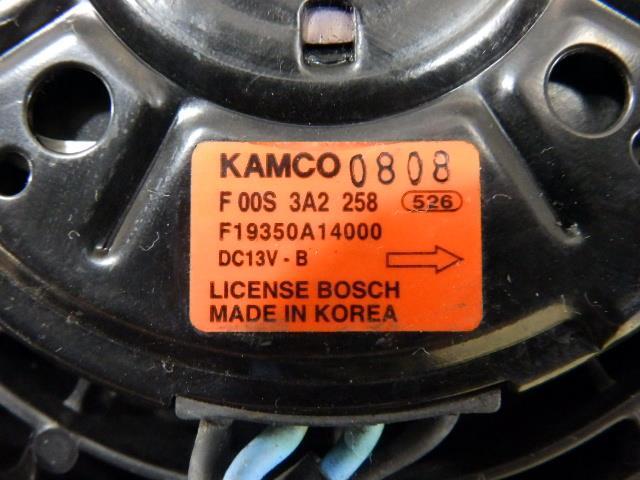 KAMCO 0808
F 00S 3A2 258 526
F19350A14000
DC13V - B
LICENSE BOSCH
MADE IN KOREA